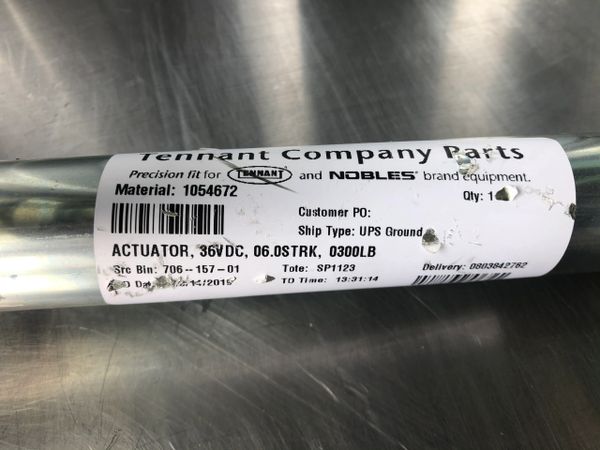 Tennant Company Parts
Precision fit for TENNANT and NOBLES® brand equipment.
Material: 1054672
Qty: 1
Customer PO:
Ship Type: UPS Ground
ACTUATOR, 36VDC, 06.0STRK, 0300LB
Src Bin: 706--157-01 Tote: SP1123 Delivery: 0803842762
TO Time: 13:31:14